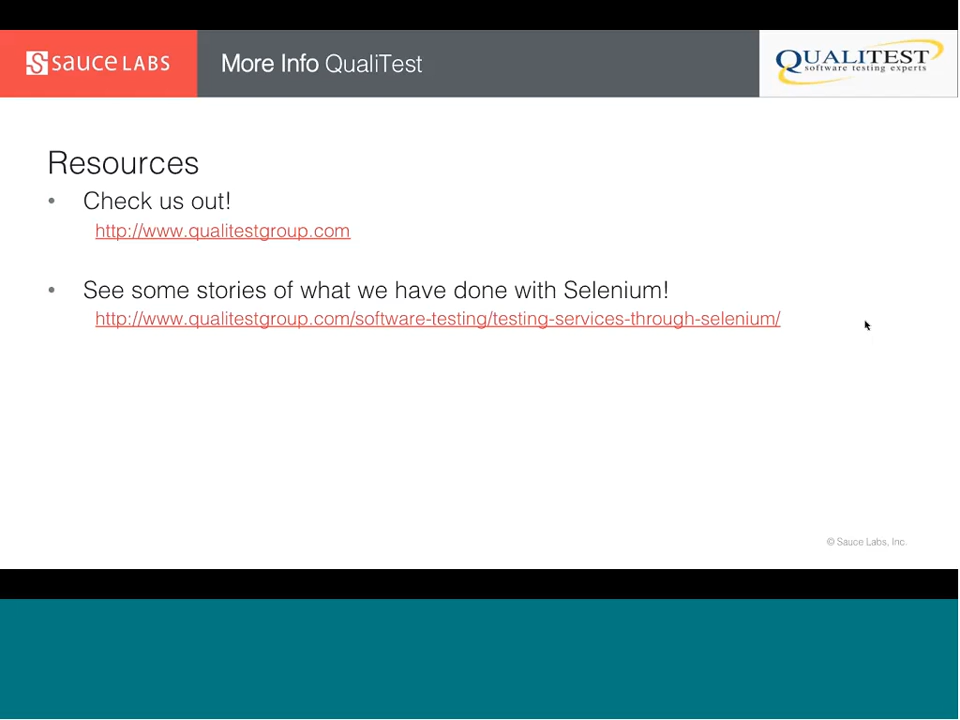 SAUCE LABS
More Info QualiTest
QUALITEST
software testing experts
Resources
• Check us out!
http://www.qualitestgroup.com
• See some stories of what we have done with Selenium!
http://www.qualitestgroup.com/software-testing/testing-services-through-selenium/
© Sauce Labs, Inc.